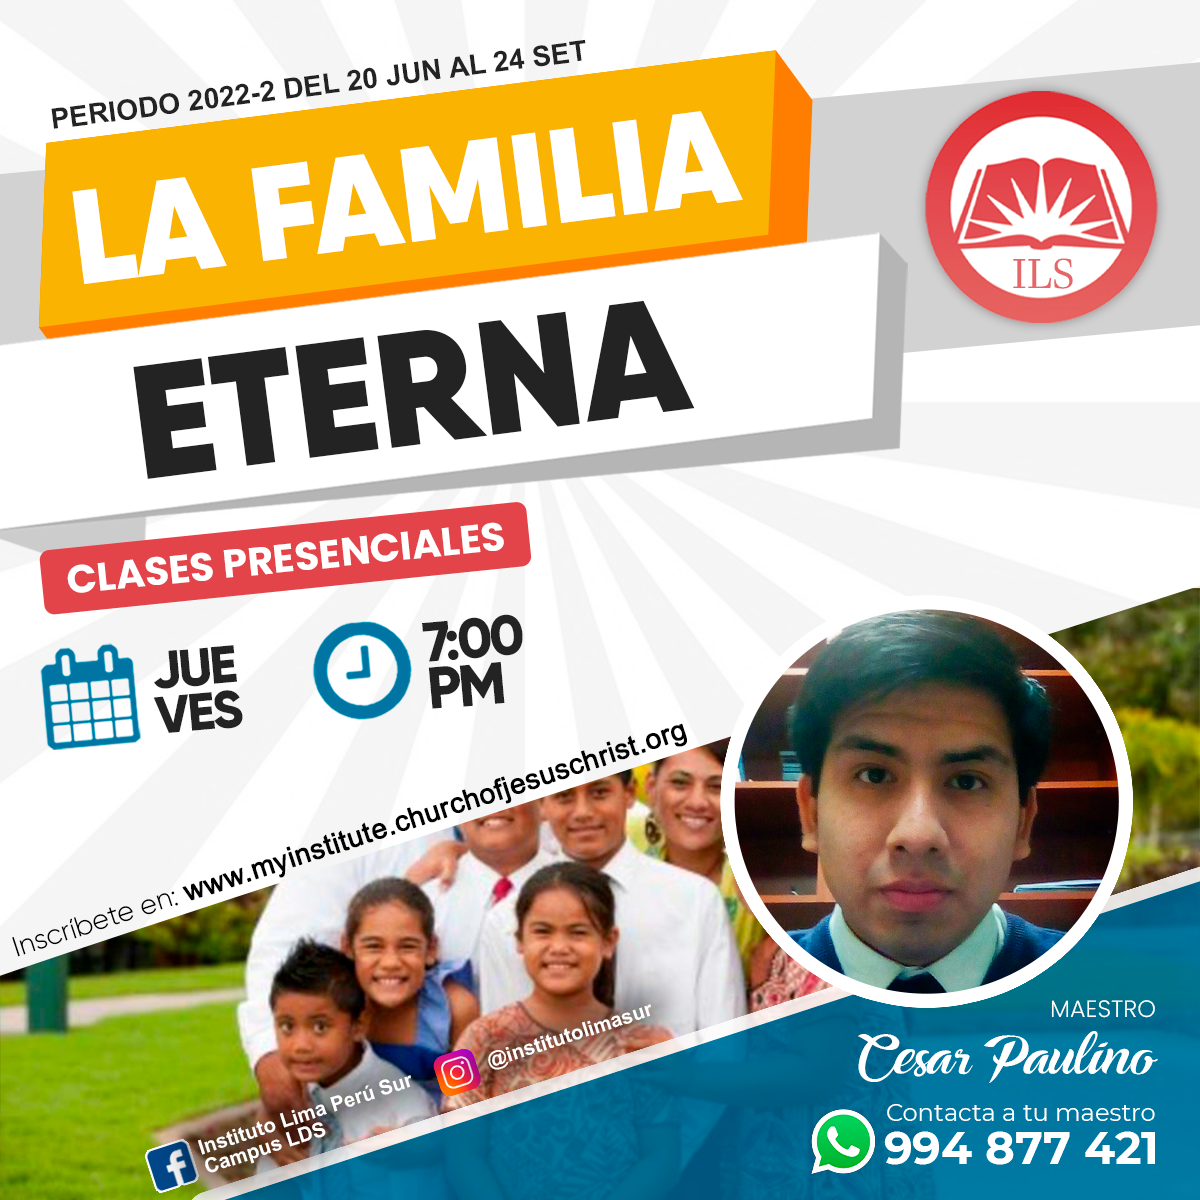 PERIODO 2022-2 DEL 20 JUN AL 24 SET
LA FAMILIA
ETERNA
ILS
CLASES PRESENCIALES
JUE
VES
7:00
PM
Inscríbete en: www.myinstitute.churchofjesuschrist.org
@institutolimasur
Instituto Lima Perú Sur
Campus LDS
MAESTRO
Cesar Paulino
Contacta a tu maestro
994 877 421